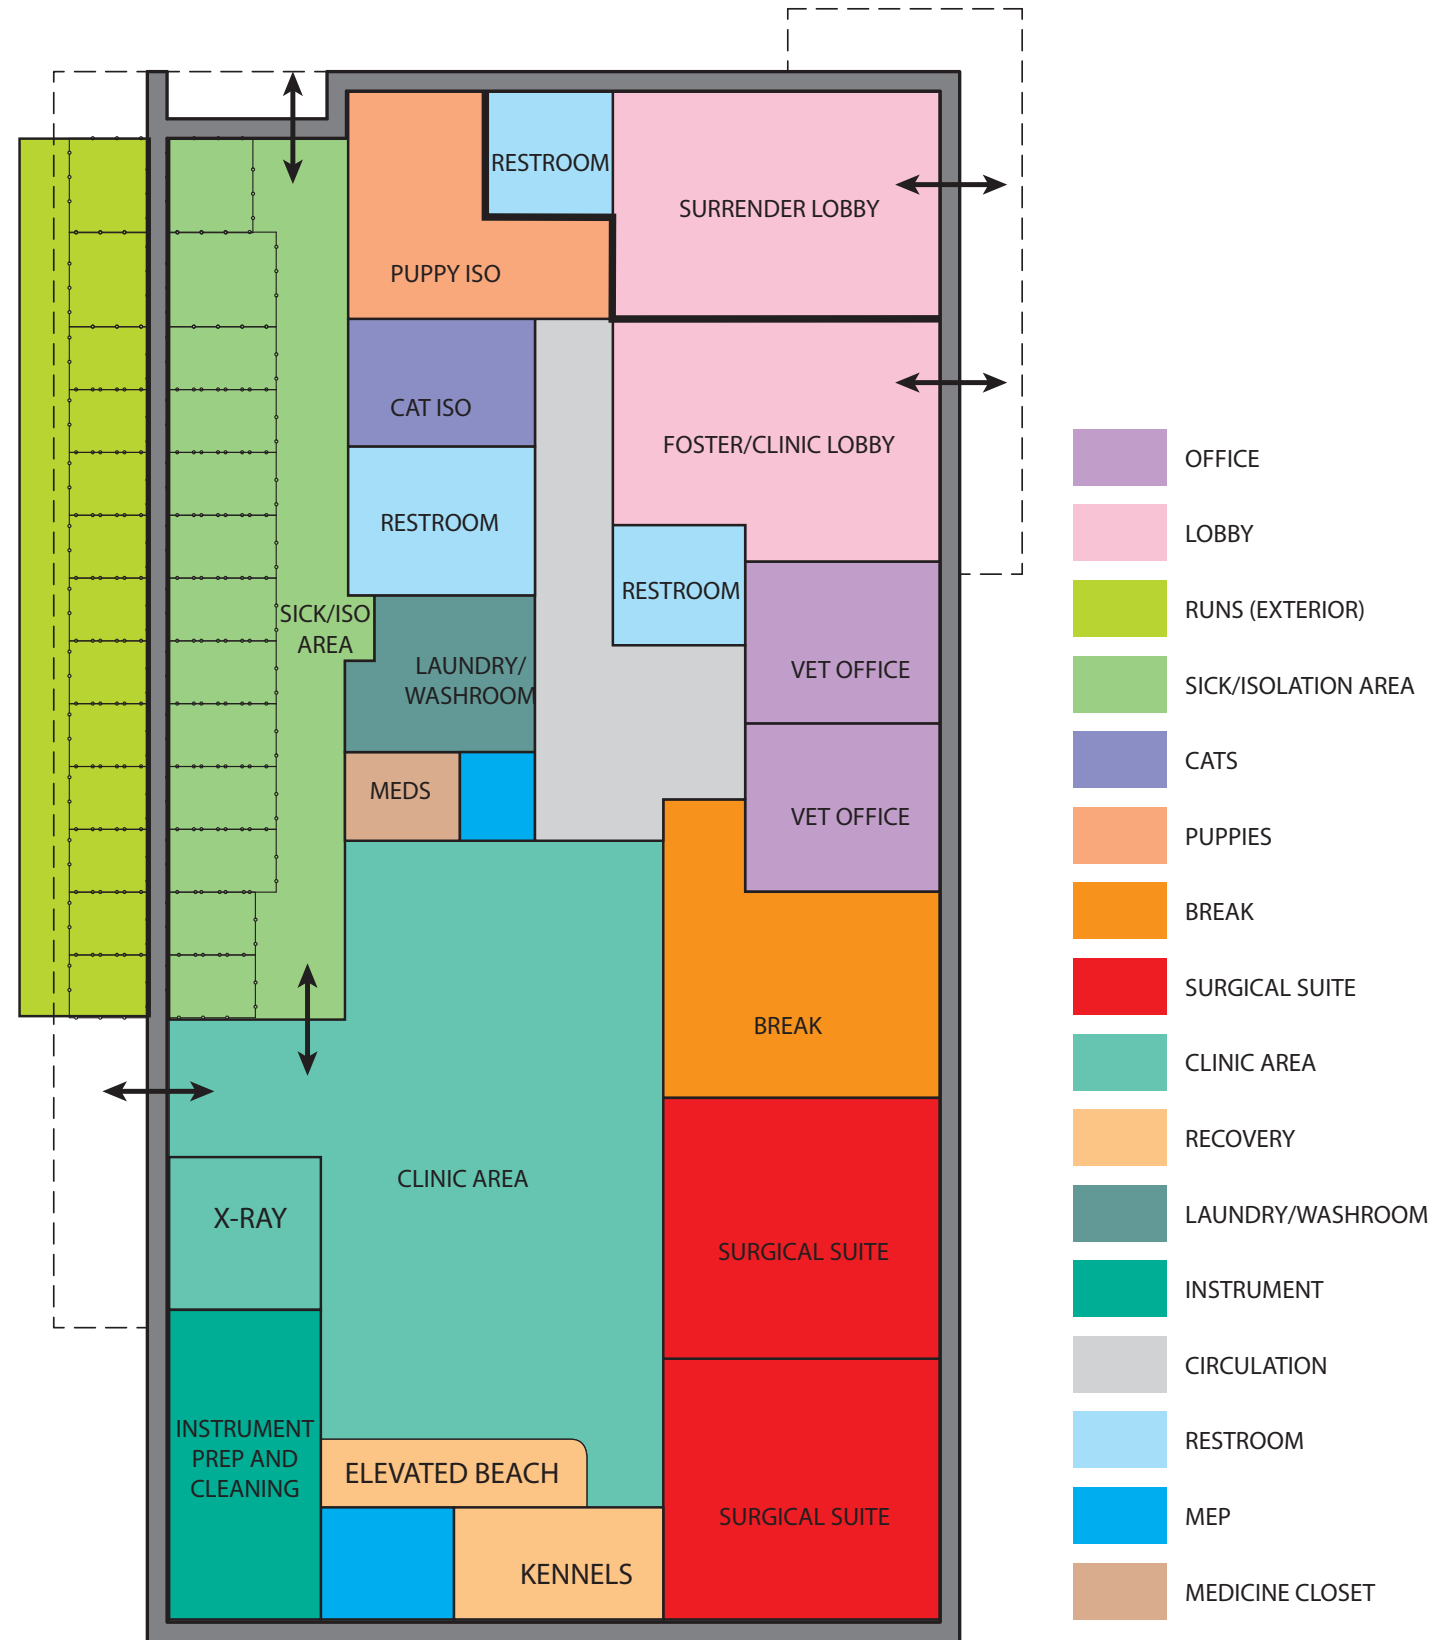 RESTROOM
SURRENDER LOBBY
PUPPY ISO
CAT ISO
FOSTER/CLINIC LOBBY
RESTROOM
RESTROOM
SICK/ISO
AREA
LAUNDRY/
WASHROOM
VET OFFICE
MEDS
VET OFFICE
BREAK
CLINIC AREA
X-RAY
SURGICAL SUITE
INSTRUMENT
PREP AND
CLEANING
ELEVATED BEACH
SURGICAL SUITE
KENNELS
OFFICE
LOBBY
RUNS (EXTERIOR)
SICK/ISOLATION AREA
CATS
PUPPIES
BREAK
SURGICAL SUITE
CLINIC AREA
RECOVERY
LAUNDRY/WASHROOM
INSTRUMENT
CIRCULATION
RESTROOM
MEP
MEDICINE CLOSET